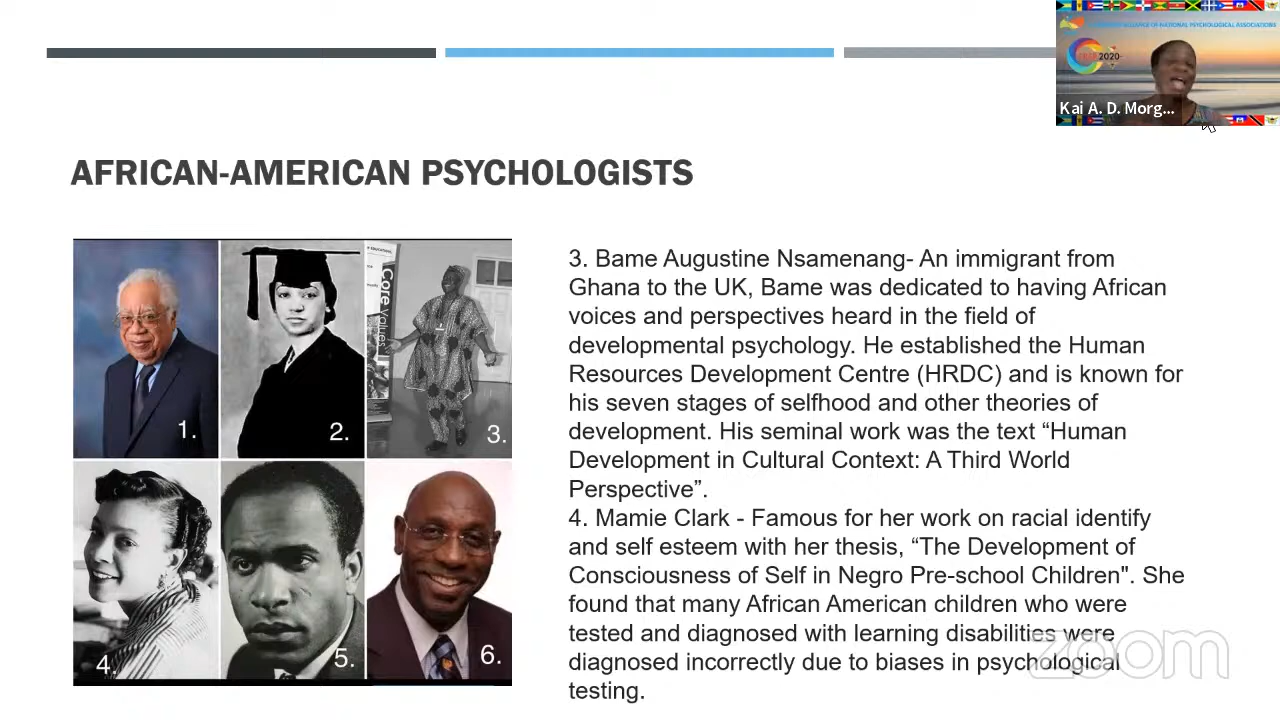 ALLIANCE OF NATIONAL PSYCHOLOGICAL ASSOCIATIONS
2020
Kai A. D. Morg...
AFRICAN-AMERICAN PSYCHOLOGISTS
Core Values
1.
2.
3.
4.
5.
6.
3. Bame Augustine Nsamenang- An immigrant from
Ghana to the UK, Bame was dedicated to having African
voices and perspectives heard in the field of
developmental psychology. He established the Human
Resources Development Centre (HRDC) and is known for
his seven stages of selfhood and other theories of
development. His seminal work was the text “Human
Development in Cultural Context: A Third World
Perspective”.
4. Mamie Clark - Famous for her work on racial identify
and self esteem with her thesis, “The Development of
Consciousness of Self in Negro Pre-school Children". She
found that many African American children who were
tested and diagnosed with learning disabilities were
diagnosed incorrectly due to biases in psychological
testing.
zoom